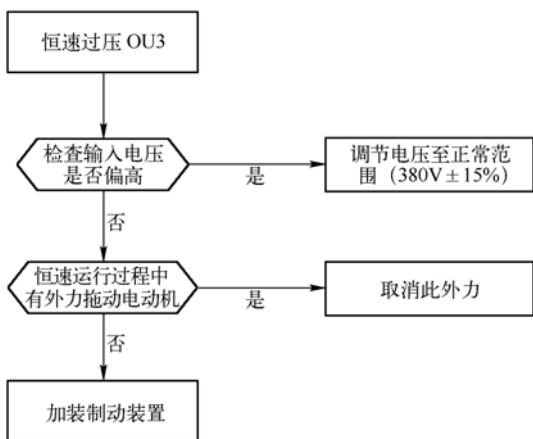 恒速过压 OU3
检查输入电压
是否偏高
是
调节电压至正常范
围（380V±15%）
否
恒速运行过程中
有外力拖动电动机
是
取消此外力
否
加装制动装置